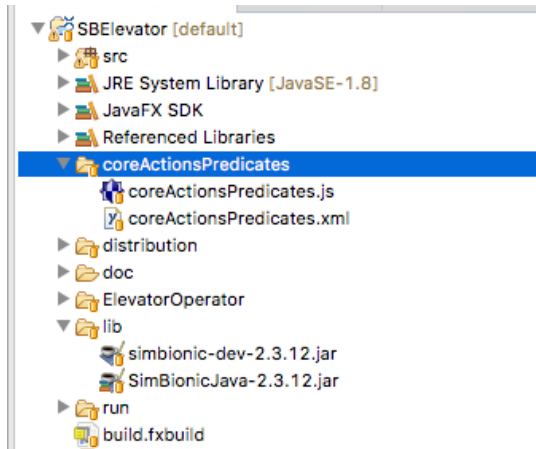 SBElevator [default]
src
JRE System Library [JavaSE-1.8]
JavaFX SDK
Referenced Libraries
coreActionsPredicates
coreActionsPredicates.js
coreActionsPredicates.xml
distribution
doc
ElevatorOperator
lib
simbionic-dev-2.3.12.jar
SimBionicJava-2.3.12.jar
run
build.fxbuild